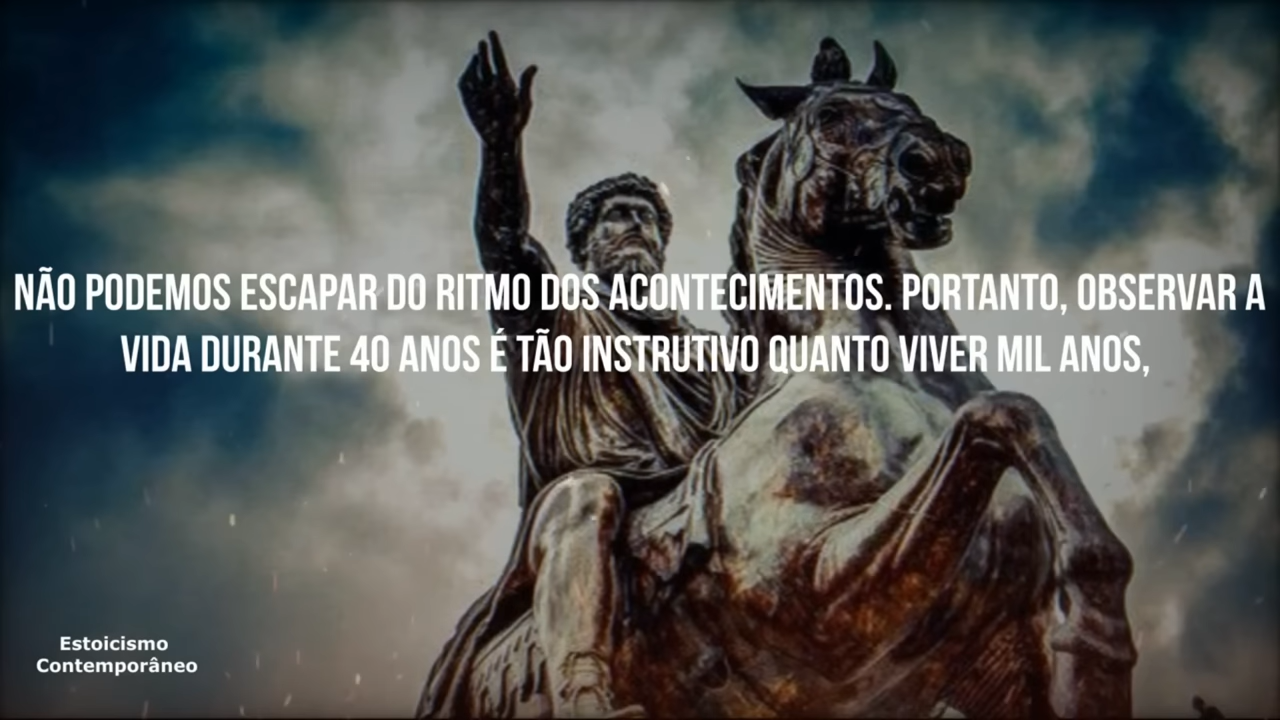 NÃO PODEMOS ESCAPAR DO RITMO DOS ACONTECIMENTOS. PORTANTO, OBSERVAR A
VIDA DURANTE 40 ANOS É TÃO INSTRUTIVO QUANTO VIVER MIL ANOS,
Estoicismo
Contemporâneo